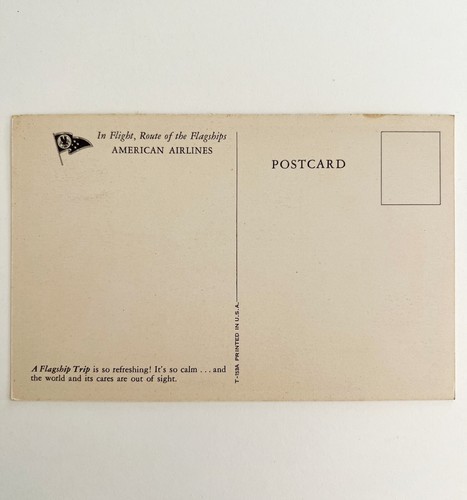 In Flight, Route of the Flagships
AMERICAN AIRLINES
POSTCARD
A Flagship Trip is so refreshing! It's so calm ... and
the world and its cares are out of sight.
T-153A PRINTED IN U.S.A.